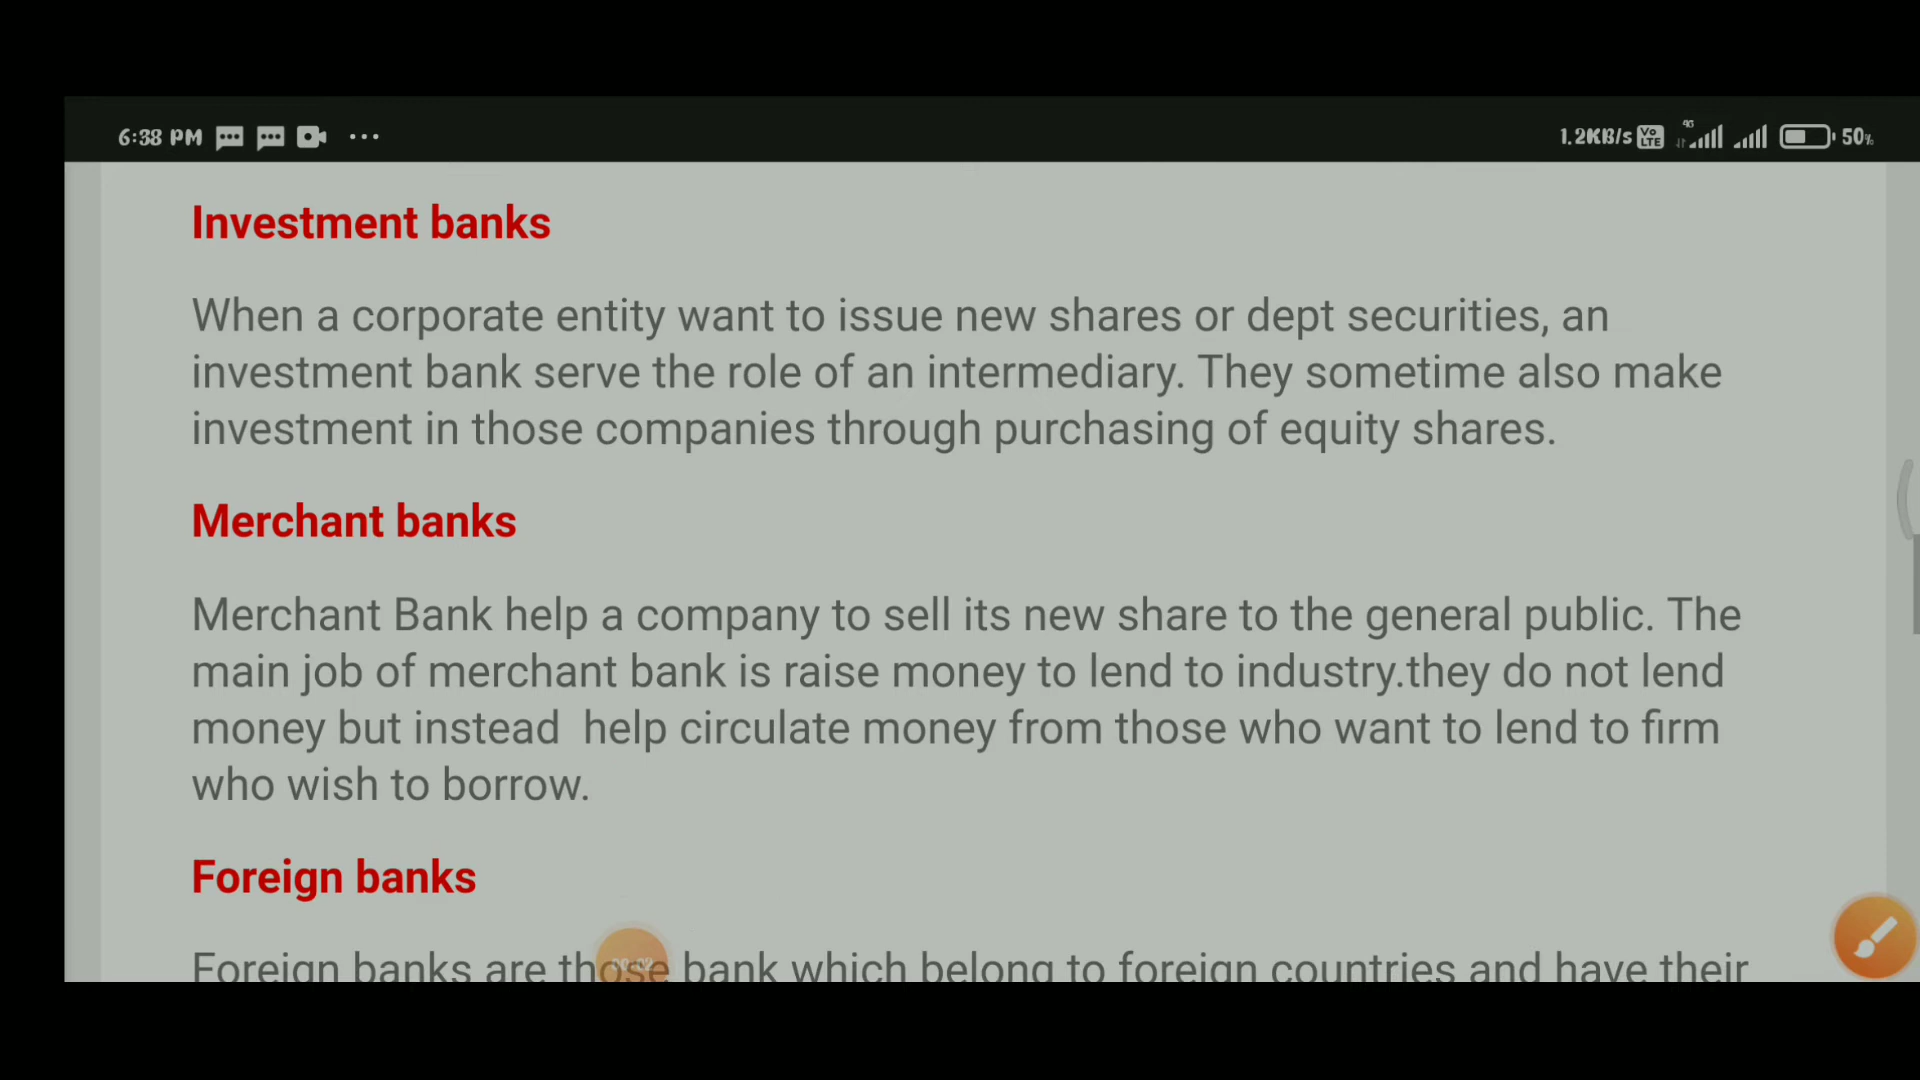 6:38 PM
1.2KB/s Vo LTE 4G 50%
Investment banks
When a corporate entity want to issue new shares or dept securities, an
investment bank serve the role of an intermediary. They sometime also make
investment in those companies through purchasing of equity shares.
Merchant banks
Merchant Bank help a company to sell its new share to the general public. The
main job of merchant bank is raise money to lend to industry.they do not lend
money but instead  help circulate money from those who want to lend to firm
who wish to borrow.
Foreign banks
Foreign banks are those bank which belong to foreign countries and have their
00:02